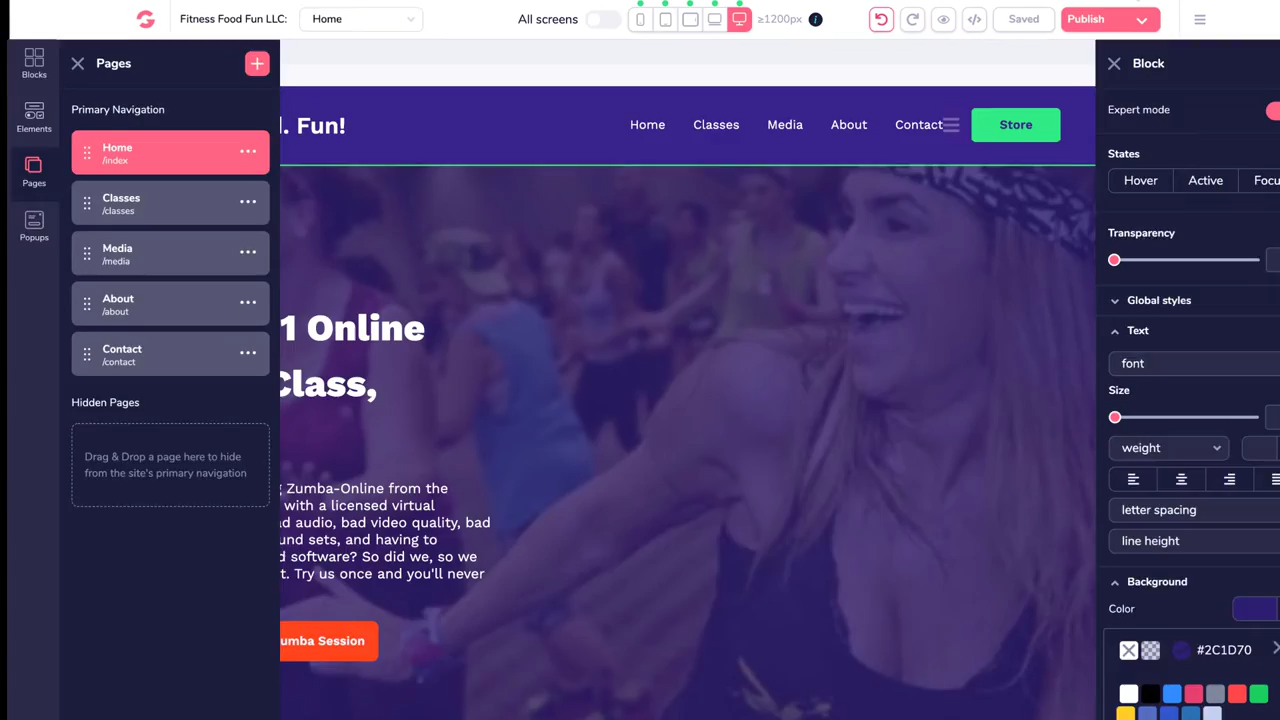 Fitness Food Fun LLC:
Home
All screens
≥1200px
Saved
Publish
Blocks
Elements
Pages
Popups
Pages
Primary Navigation
Home
/index
Classes
/classes
Media
/media
About
/about
Contact
/contact
Hidden Pages
Drag & Drop a page here to hide
from the site's primary navigation
. Fun!
Home
Classes
Media
About
Contact
Store
1 Online
Class,
Zumba-Online from the
with a licensed virtual
audio, bad video quality, bad
sets, and having to
software? So did we, so we
Try us once and you'll never
Session
Block
Expert mode
States
Hover
Active
Focu
Transparency
Global styles
Text
font
Size
weight
letter spacing
line height
Background
Color
#2C1D70